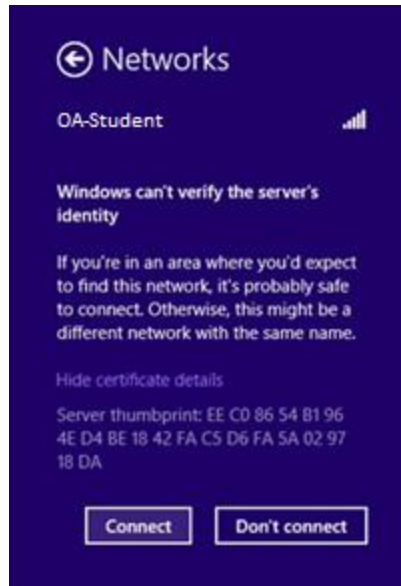 Networks
OA-Student
Windows can't verify the server's
identity
If you're in an area where you'd expect
to find this network, it's probably safe
to connect. Otherwise, this might be a
different network with the same name.
Hide certificate details
Server thumbprint: EE C0 86 54 81 96
4E D4 BE 18 42 FA C5 D6 FA 5A 02 97
18 DA
Connect
Don't connect